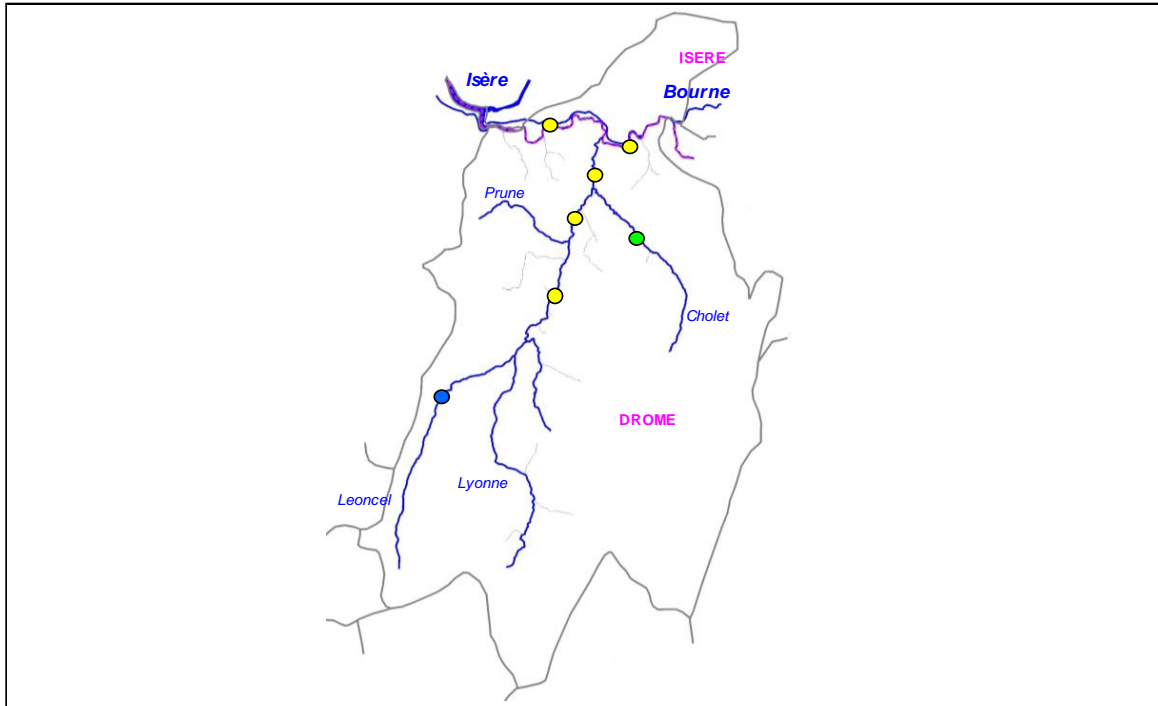 ISERE
Isère
Bourne
Prune
Cholet
DROME
Lyonne
Leoncel